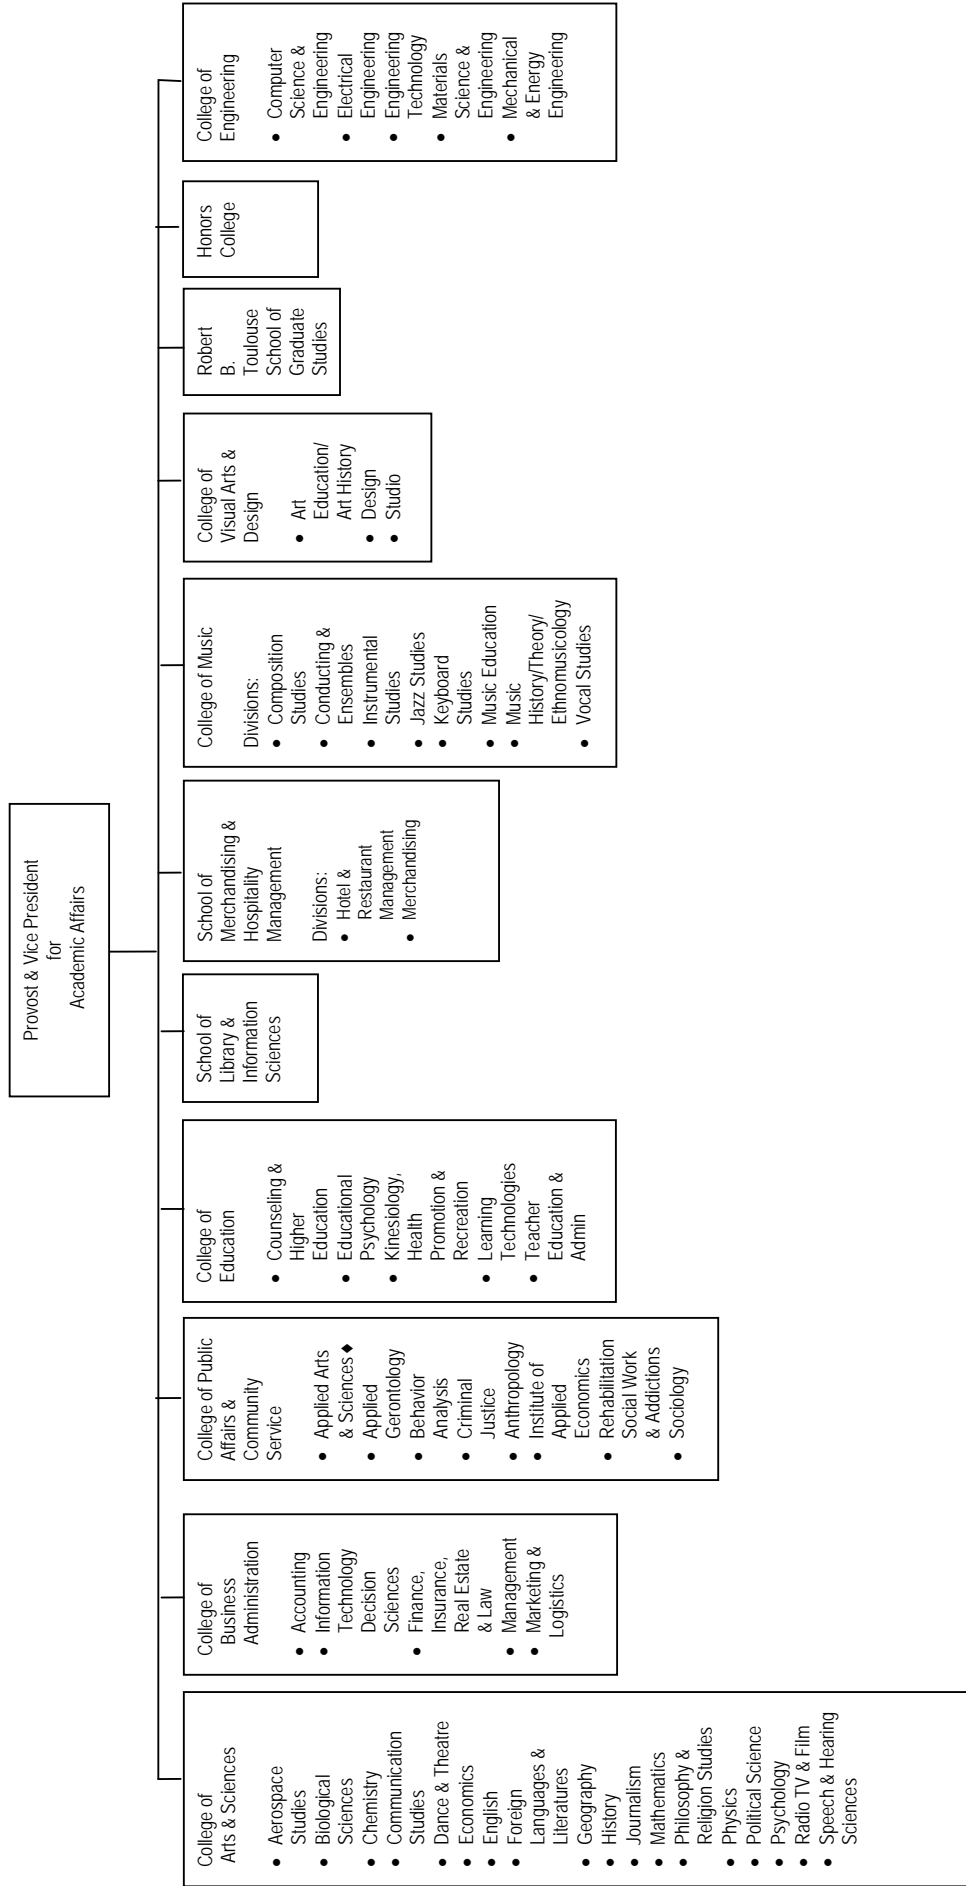 Provost & Vice President
for
Academic Affairs
College of
Arts & Sciences
• Aerospace
Studies
• Biological
Sciences
• Chemistry
• Communication
Studies
• Dance & Theatre
• Economics
• English
• Foreign
Languages &
Literatures
• Geography
• History
• Journalism
• Mathematics
• Philosophy &
Religion Studies
• Physics
• Political Science
• Psychology
• Radio TV & Film
• Speech & Hearing
Sciences
College of
Business
Administration
• Accounting
• Information
Technology
Decision
Sciences
• Finance,
Insurance,
Real Estate
& Law
• Management
• Marketing &
Logistics
College of Public
Affairs &
Community
Service
• Applied Arts
& Sciences ♦
• Applied
Gerontology
• Behavior
Analysis
• Criminal
Justice
• Anthropology
• Institute of
Applied
Economics
• Rehabilitation
Social Work
& Addictions
• Sociology
College of
Education
• Counseling &
Higher
Education
• Educational
Psychology
• Kinesiology,
Health
Promotion &
Recreation
• Learning
Technologies
• Teacher
Education &
Admin
School of
Library &
Information
Sciences
School of
Merchandising &
Hospitality
Management
Divisions:
• Hotel &
Restaurant
Management
• Merchandising
College of Music
Divisions:
• Composition
Studies
• Conducting &
Ensembles
• Instrumental
Studies
• Jazz Studies
• Keyboard
Studies
• Music Education
• Music
History/Theory/
Ethnomusicology
• Vocal Studies
College of
Visual Arts &
Design
• Art
Education/
Art History
• Design
• Studio
Robert
B.
Toulouse
School of
Graduate
Studies
Honors
College
College of
Engineering
• Computer
Science &
Engineering
• Electrical
Engineering
• Engineering
Technology
• Materials
Science &
Engineering
• Mechanical
& Energy
Engineering